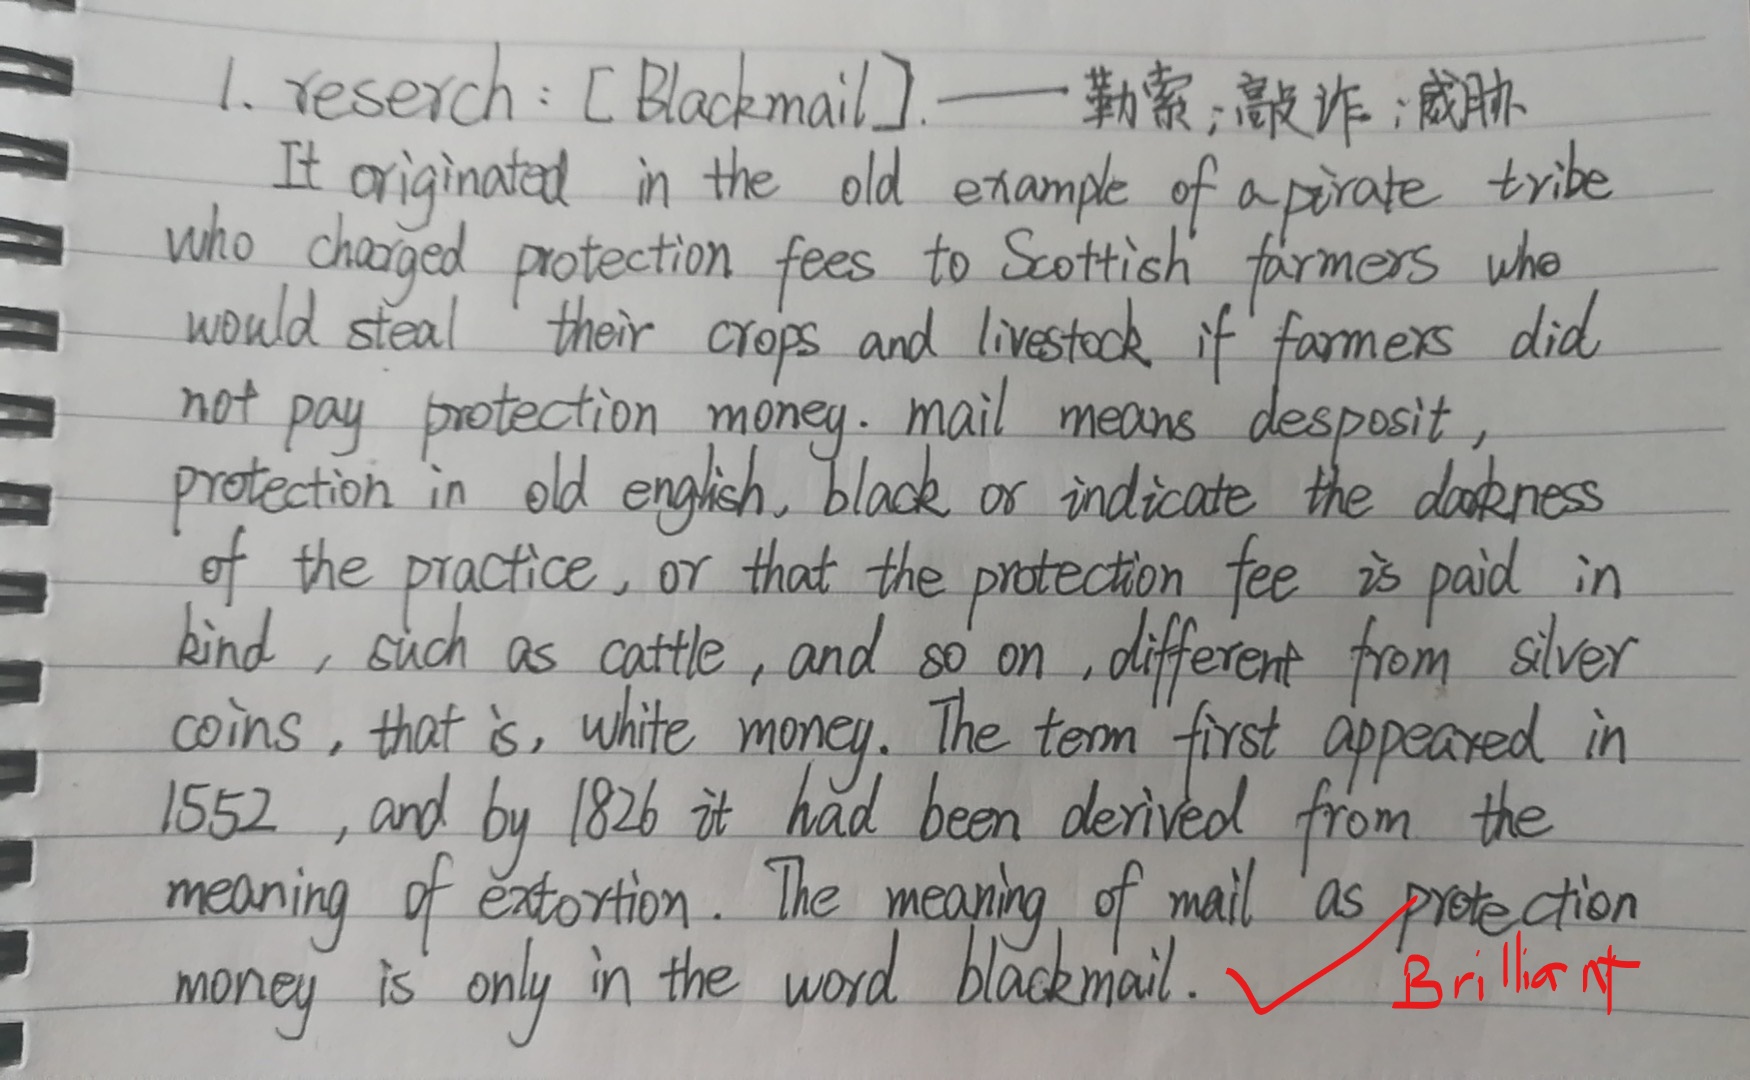 1. reserch: [Blackmail]. —— 勒索；敲诈；威胁
It originated in the old example of a pirate tribe
who charged protection fees to Scottish farmers who
would steal their crops and livestock if farmers did
not pay protection money. mail means desposit,
protection in old english, black or indicate the darkness
of the practice, or that the protection fee is paid in
kind, such as cattle, and so on, different from silver
coins, that is, white money. The term first appeared in
1552, and by 1826 it had been derived from the
meaning of extortion. The meaning of mail as protection
money is only in the word blackmail.
Brilliant